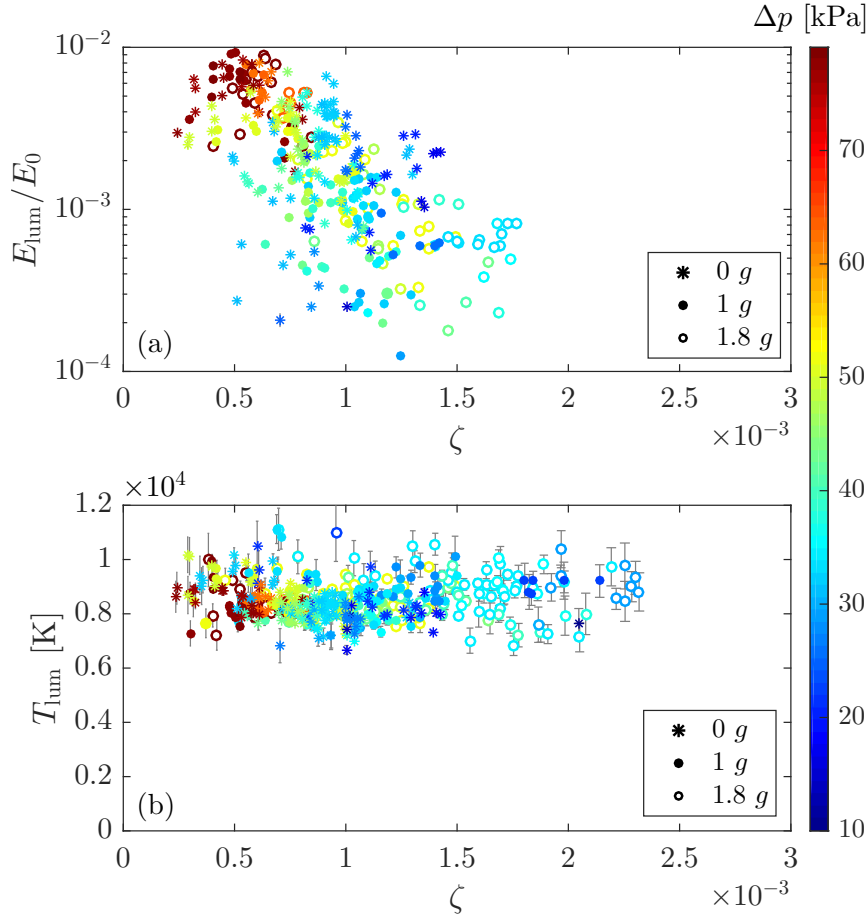 Δp [kPa]
10⁻²
10⁻³
10⁻⁴
E_lum/E_0
(a)
0 g
1 g
1.8 g
0 0.5 1 1.5 2 2.5 3
×10⁻³
ζ
70
60
50
40
30
20
10
×10⁴
1.2
1
0.8
0.6
0.4
0.2
0
T_lum [K]
(b)
0 g
1 g
1.8 g
0 0.5 1 1.5 2 2.5 3
×10⁻³
ζ